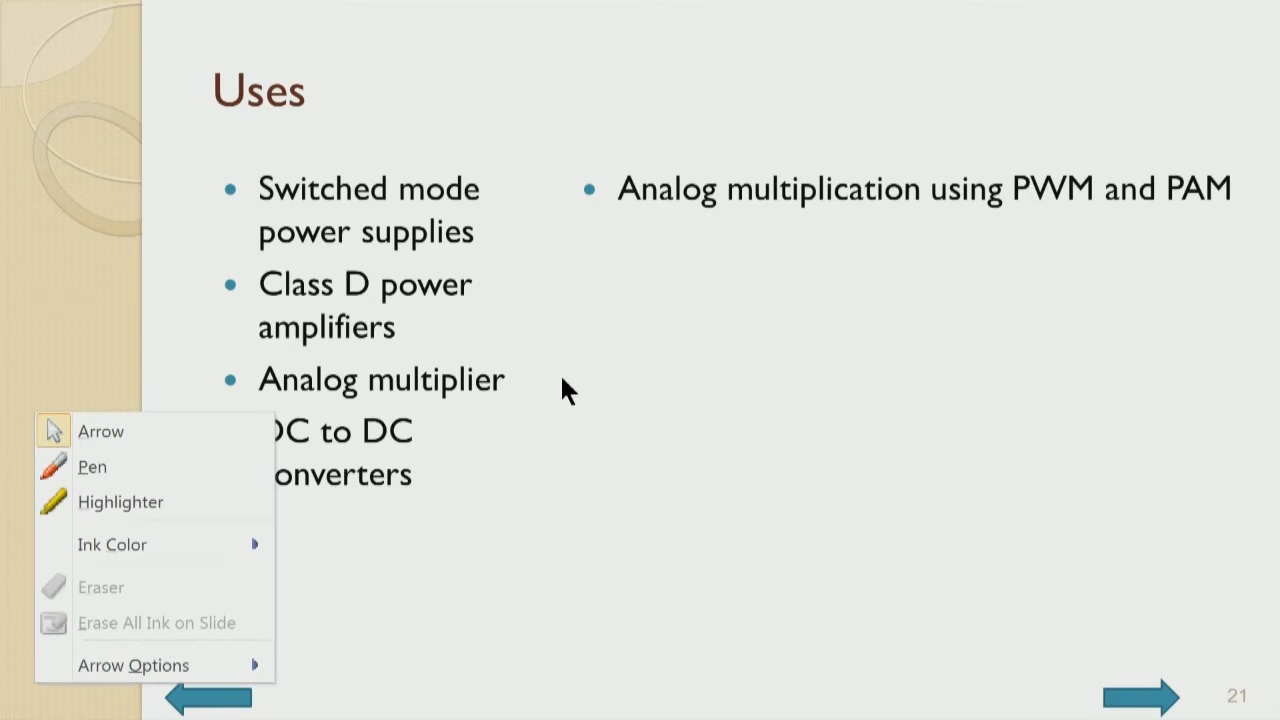 Uses
Switched mode
power supplies
Class D power
amplifiers
Analog multiplier
DC to DC
onverters
Analog multiplication using PWM and PAM
Arrow
Pen
Highlighter
Ink Color
Eraser
Erase All Ink on Slide
Arrow Options
21